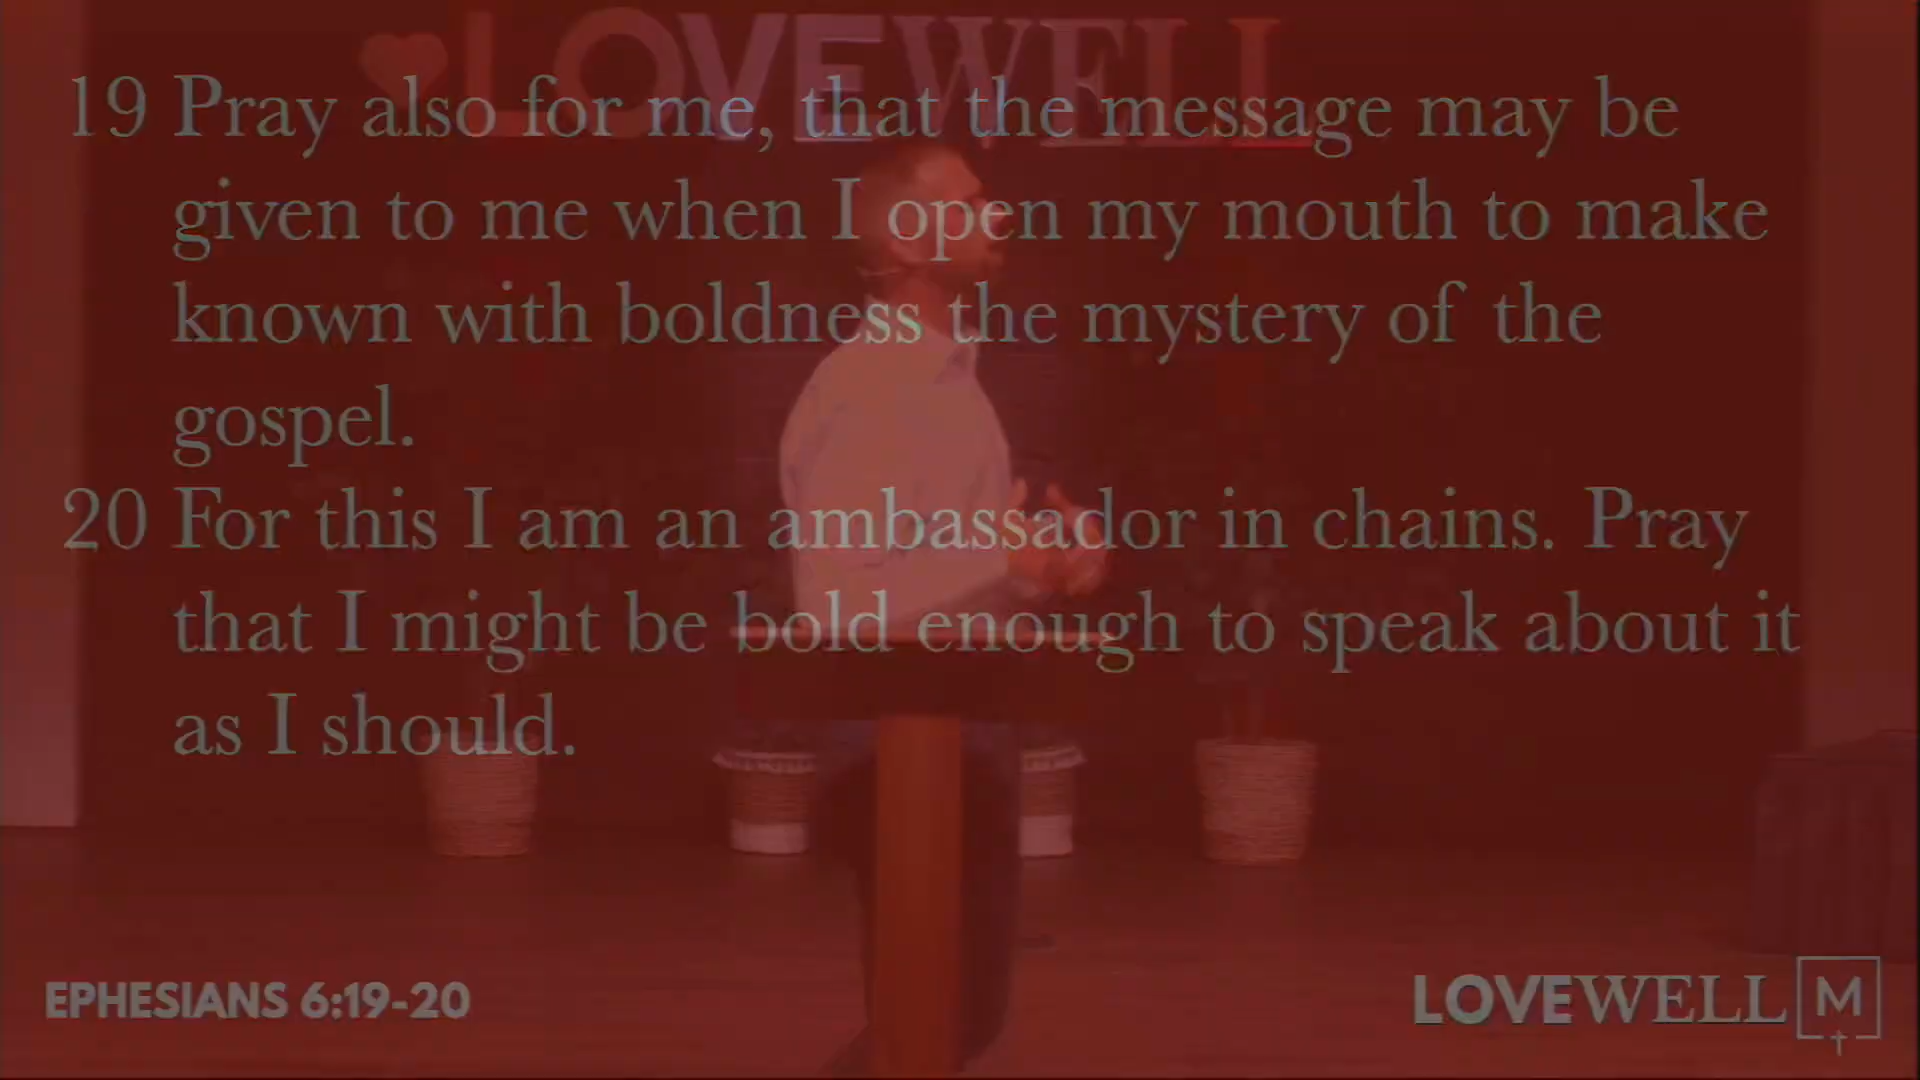 LOVEWELL
19 Pray also for me, that the message may be
given to me when I open my mouth to make
known with boldness the mystery of the
gospel.
20 For this I am an ambassador in chains. Pray
that I might be bold enough to speak about it
as I should.
EPHESIANS 6:19-20
LOVEWELL M